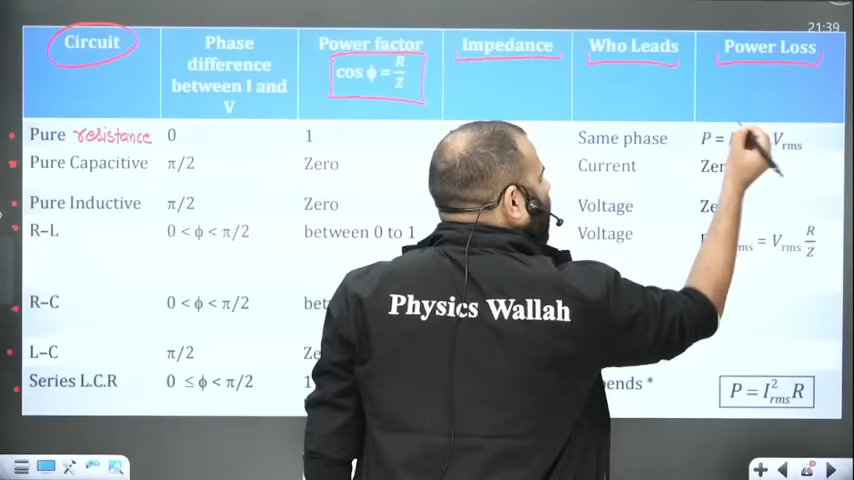 21:39
Circuit
Phase difference between I and V
Power factor cos ϕ = R/Z
Impedance
Who Leads
Power Loss
Pure resistance 0 1 Same phase P = Vrms
Pure Capacitive π/2 Zero Current
Pure Inductive π/2 Zero Voltage
R–L 0 < ϕ < π/2 between 0 to 1 Voltage = Vrms R/Z
R–C 0 < ϕ < π/2
L–C π/2
Series L.C.R 0 ≤ ϕ < π/2 P = I²rms R
Physics Wallah